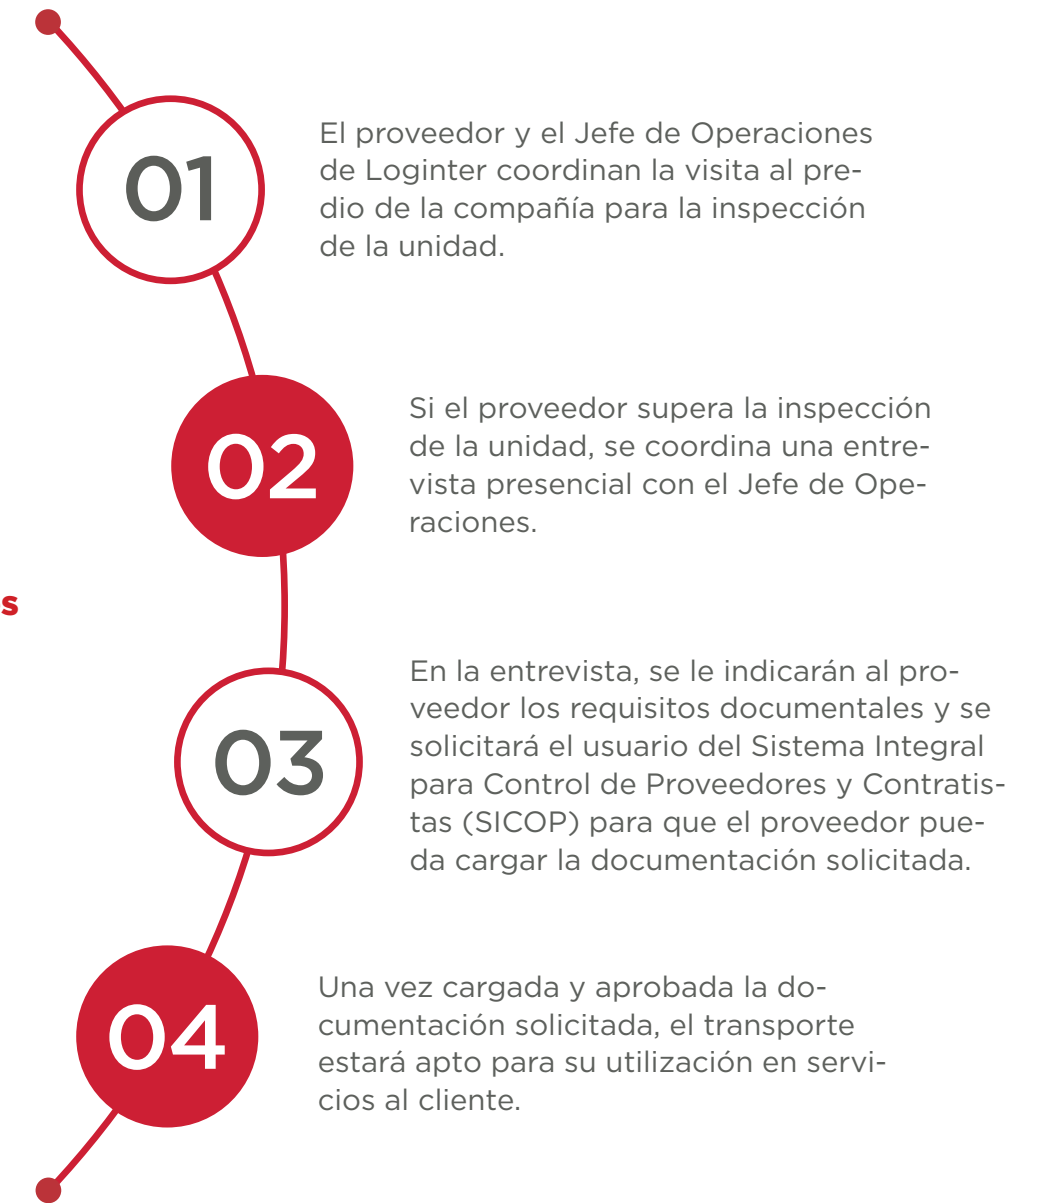 01
El proveedor y el Jefe de Operaciones
de Loginter coordinan la visita al pre-
dio de la compañía para la inspección
de la unidad.
02
Si el proveedor supera la inspección
de la unidad, se coordina una entre-
vista presencial con el Jefe de Ope-
raciones.
s
03
En la entrevista, se le indicarán al pro-
veedor los requisitos documentales y se
solicitará el usuario del Sistema Integral
para Control de Proveedores y Contratis-
tas (SICOP) para que el proveedor pue-
da cargar la documentación solicitada.
04
Una vez cargada y aprobada la do-
cumentación solicitada, el transporte
estará apto para su utilización en servi-
cios al cliente.